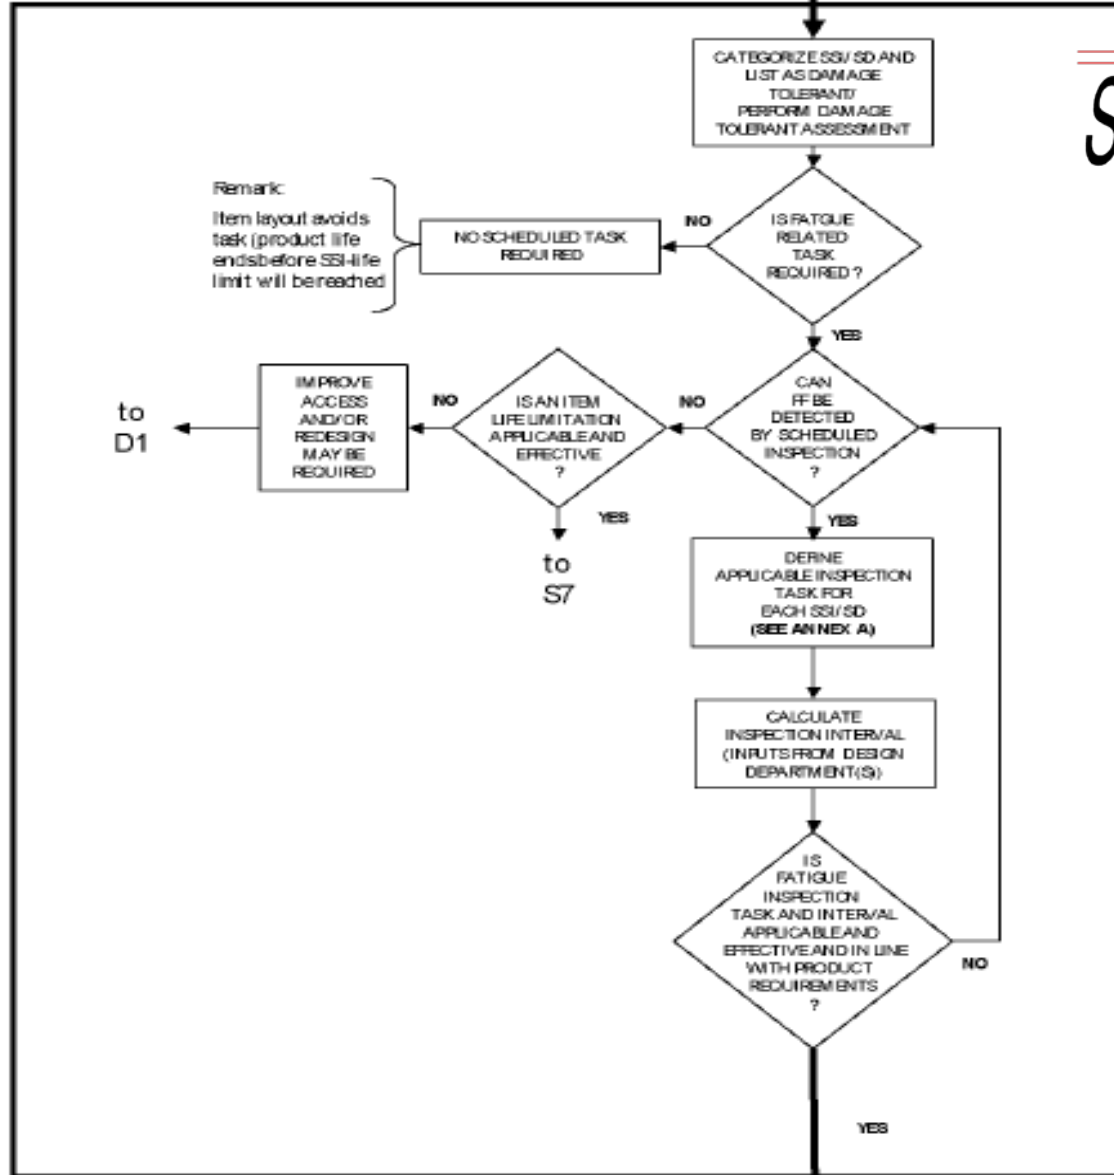 CATEGORIZE SSI/ SD AND
LIST AS DAMAGE
TOLERANT/
PERFORM DAMAGE
TOLERANT ASSESSMENT
Remark:
Item layout avoids
task (product life
ends before SSI-life
limit will be reached
NO SCHEDULED TASK
REQUIRED
NO
IS FATGUE
RELATED
TASK
REQUIRED ?
YES
to
D1
IMPROVE
ACCESS
AND/OR
REDESIGN
MAY BE
REQUIRED
NO
IS AN ITEM
LIFE LIMITATION
APPLICABLE AND
EFFECTIVE
?
NO
CAN
FF BE
DETECTED
BY SCHEDULED
INSPECTION
?
YES
to
S7
YES
DEFINE
APPLICABLE INSPECTION
TASK FOR
EACH SSI/ SD
(SEE ANNEX A)
CALCULATE
INSPECTION INTERVAL
(INPUTS FROM DESIGN
DEPARTMENT(S))
IS
FATIGUE
INSPECTION
TASK AND INTERVAL
APPLICABLE AND
EFFECTIVE AND IN LINE
WITH PRODUCT
REQUIREMENTS
?
NO
YES
S